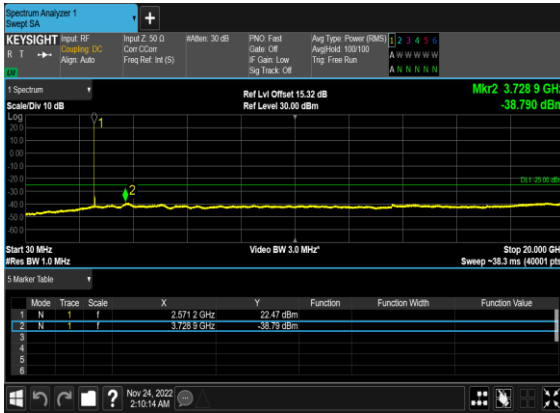 Spectrum Analyzer 1
Swept SA
+
KEYSIGHT
R T
Input: RF
Coupling: DC
Align: Auto
Input Z: 50 Ω
Corr CCorr
Freq Ref: Int (S)
#Atten: 30 dB
PNO: Fast
Gate: Off
IF Gain: Low
Sig Track: Off
Avg Type: Power (RMS)
Avg|Hold: 100/100
Trig: Free Run
1 2 3 4 5 6
A W W W W W
A N N N N N
1 Spectrum
Scale/Div 10 dB
Ref Lvl Offset 15.32 dB
Ref Level 30.00 dBm
Mkr2 3.728 9 GHz
-38.790 dBm
Log
20.0
10.0
0.00
-10.0
-20.0
-30.0
-40.0
-50.0
-60.0
1
2
DL1 -25.00 dBm
Start 30 MHz
#Res BW 1.0 MHz
Video BW 3.0 MHz*
Stop 20.000 GHz
Sweep ~38.3 ms (40001 pts)
5 Marker Table
Mode Trace Scale X Y Function Function Width Function Value
1 N 1 f 2.571 2 GHz 22.47 dBm
2 N 1 f 3.728 9 GHz -38.79 dBm
3
4
5
6
?
Nov 24, 2022
2:10:14 AM